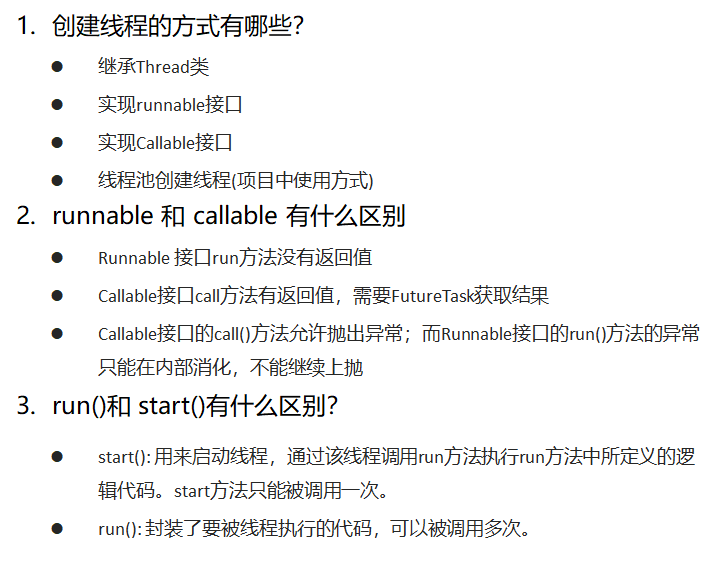 1. 创建线程的方式有哪些?
● 继承Thread类
● 实现runnable接口
● 实现Callable接口
● 线程池创建线程(项目中使用方式)
2. runnable 和 callable 有什么区别
● Runnable 接口run方法没有返回值
● Callable接口call方法有返回值，需要FutureTask获取结果
● Callable接口的call()方法允许抛出异常；而Runnable接口的run()方法的异常
只能在内部消化，不能继续上抛
3. run()和 start()有什么区别？
● start(): 用来启动线程，通过该线程调用run方法执行run方法中所定义的逻
辑代码。start方法只能被调用一次。
● run(): 封装了要被线程执行的代码，可以被调用多次。